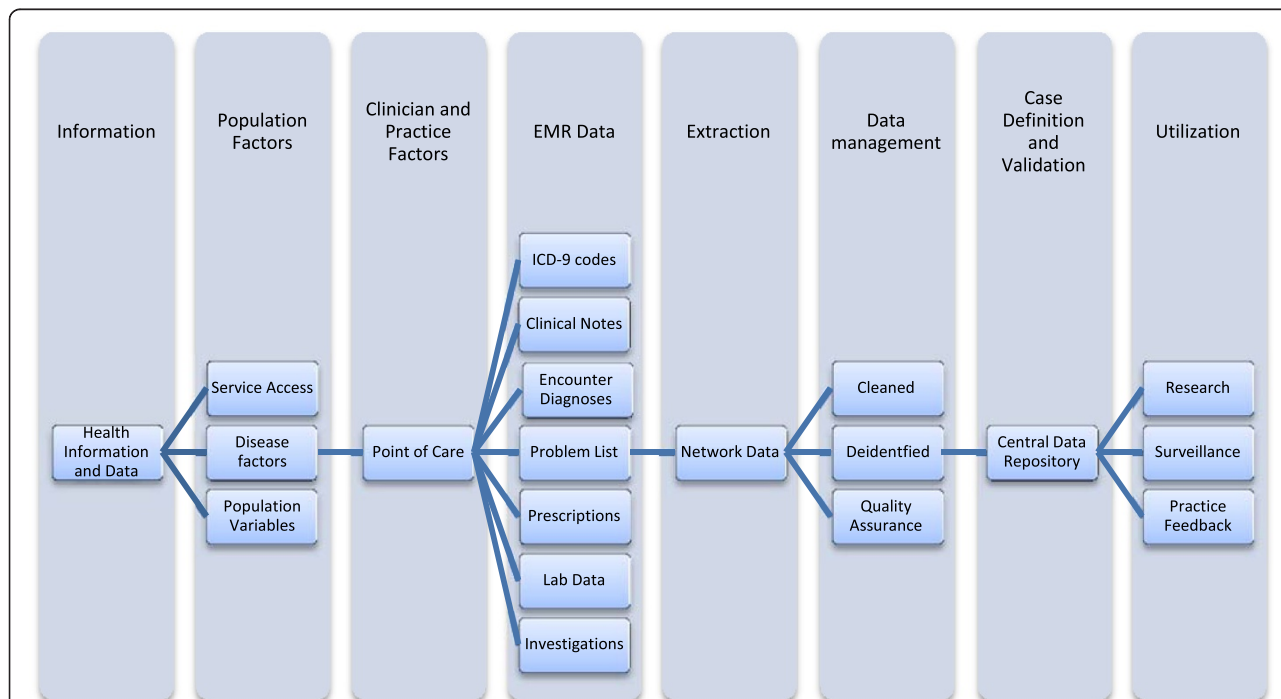 Information
Population
Factors
Clinician and
Practice
Factors
EMR Data
Extraction
Data
management
Case
Definition
and
Validation
Utilization
Health
Information
and Data
Service Access
Disease
factors
Population
Variables
Point of Care
ICD-9 codes
Clinical Notes
Encounter
Diagnoses
Problem List
Prescriptions
Lab Data
Investigations
Network Data
Cleaned
Deidentfied
Quality
Assurance
Central Data
Repository
Research
Surveillance
Practice
Feedback